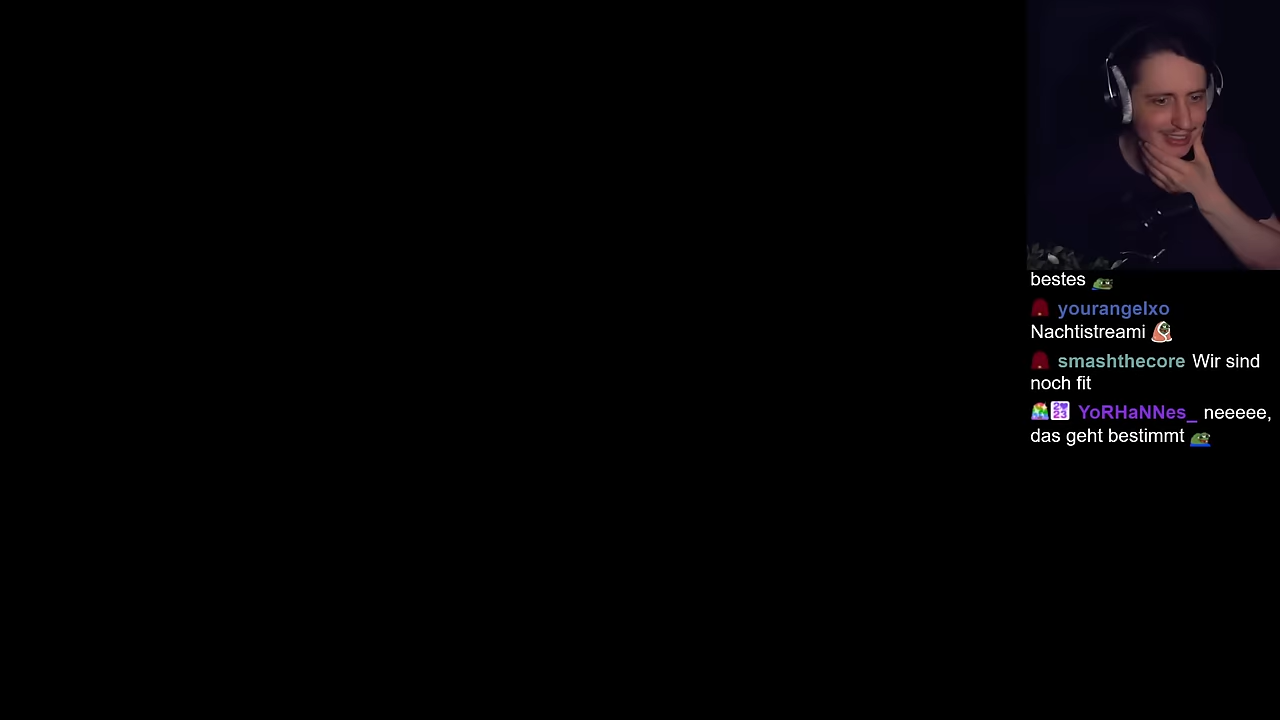 bestes
yourangelxo
Nachtistreami
smashthecore Wir sind
noch fit
YoRHaNNes_ neeeee,
das geht bestimmt